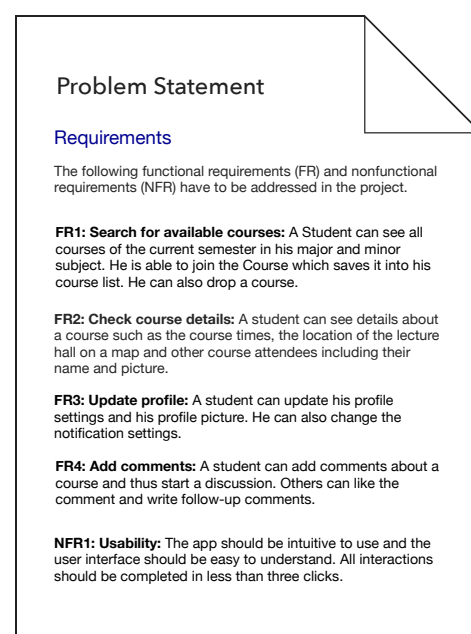 Problem Statement
Requirements
The following functional requirements (FR) and nonfunctional
requirements (NFR) have to be addressed in the project.
FR1: Search for available courses: A Student can see all
courses of the current semester in his major and minor
subject. He is able to join the Course which saves it into his
course list. He can also drop a course.
FR2: Check course details: A student can see details about
a course such as the course times, the location of the lecture
hall on a map and other course attendees including their
name and picture.
FR3: Update profile: A student can update his profile
settings and his profile picture. He can also change the
notification settings.
FR4: Add comments: A student can add comments about a
course and thus start a discussion. Others can like the
comment and write follow-up comments.
NFR1: Usability: The app should be intuitive to use and the
user interface should be easy to understand. All interactions
should be completed in less than three clicks.